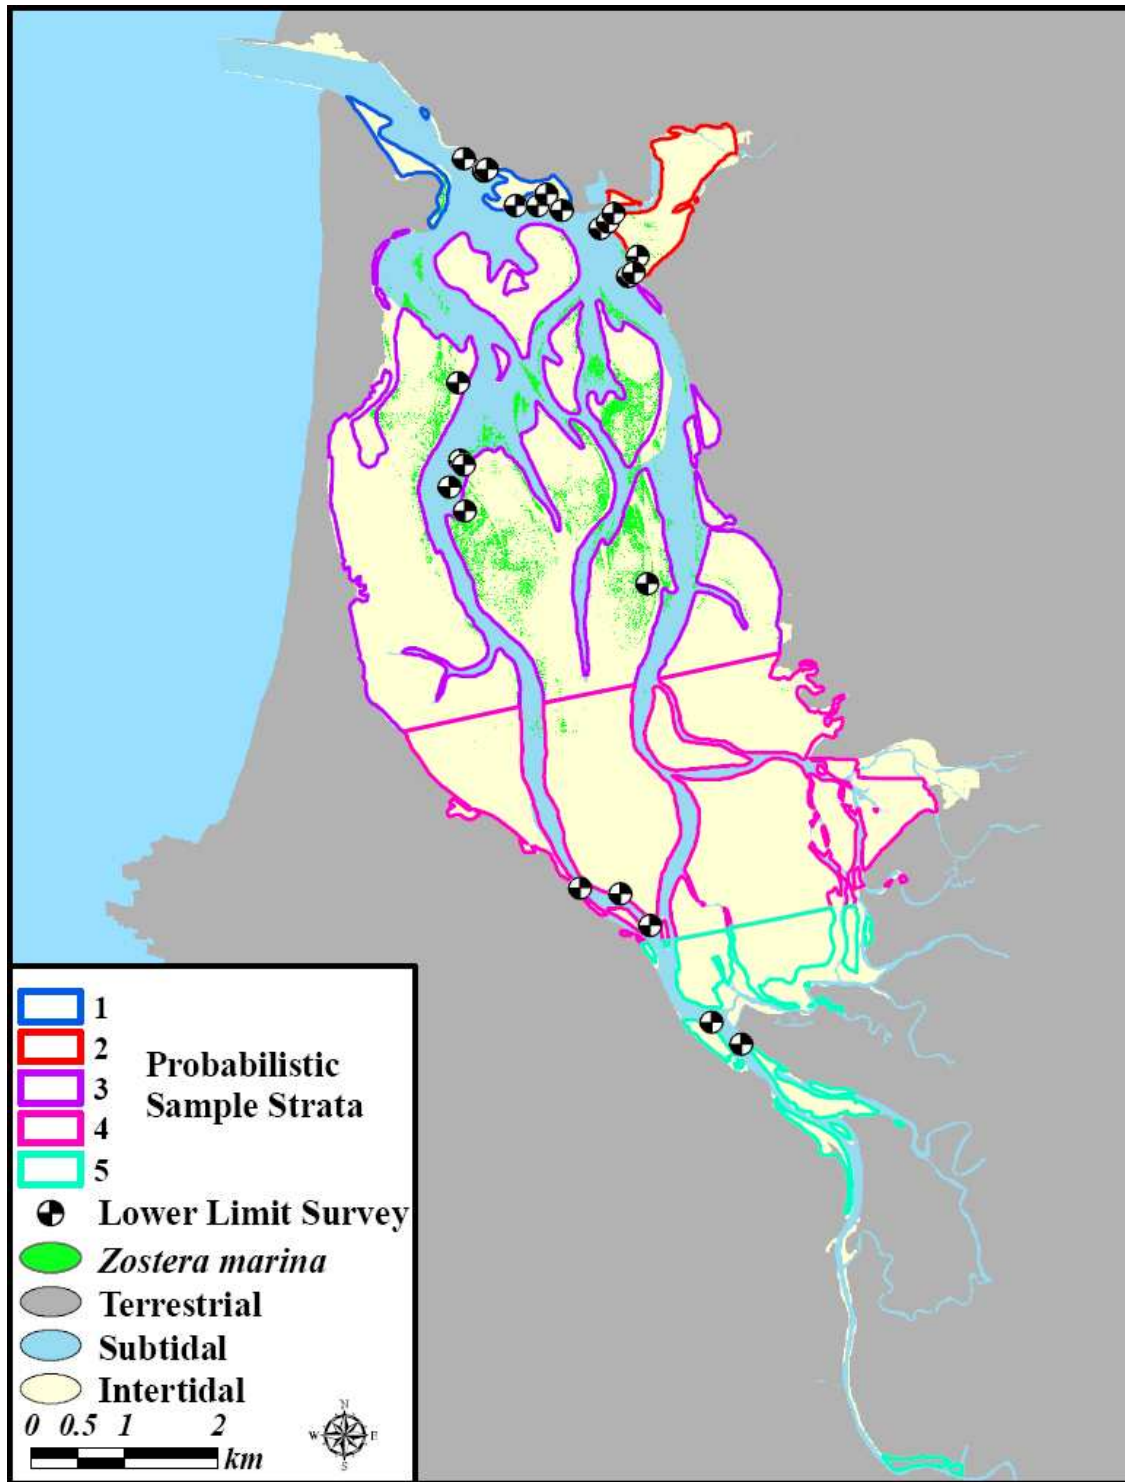 1
2
3
4
5
Probabilistic
Sample Strata
Lower Limit Survey
Zostera marina
Terrestrial
Subtidal
Intertidal
0 0.5 1 2
km
N
W E
S